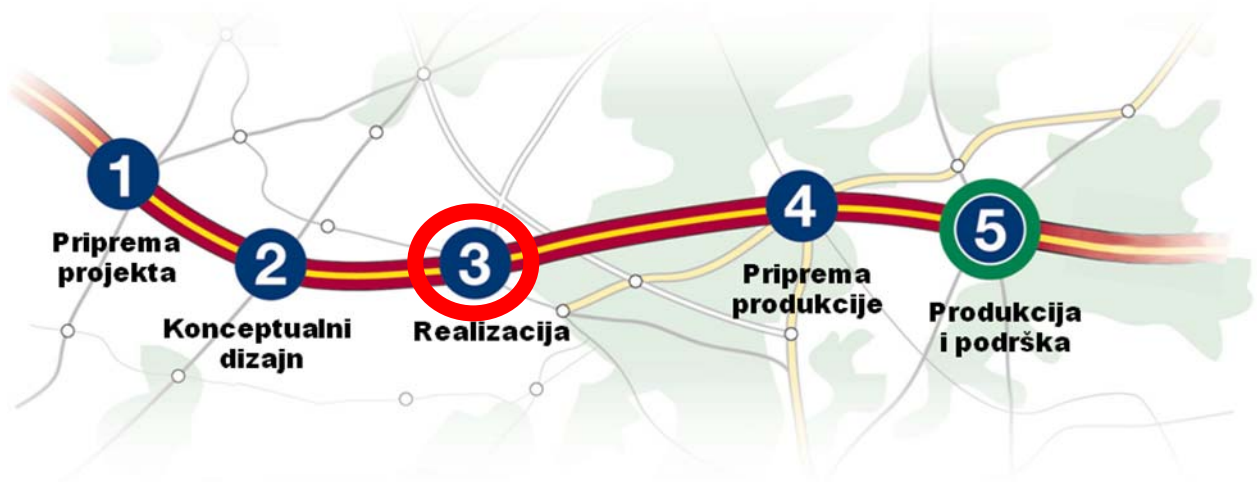 1
Priprema
projekta
2
Konceptualni
dizajn
3
Realizacija
4
Priprema
produkcije
5
Produkcija
i podrška